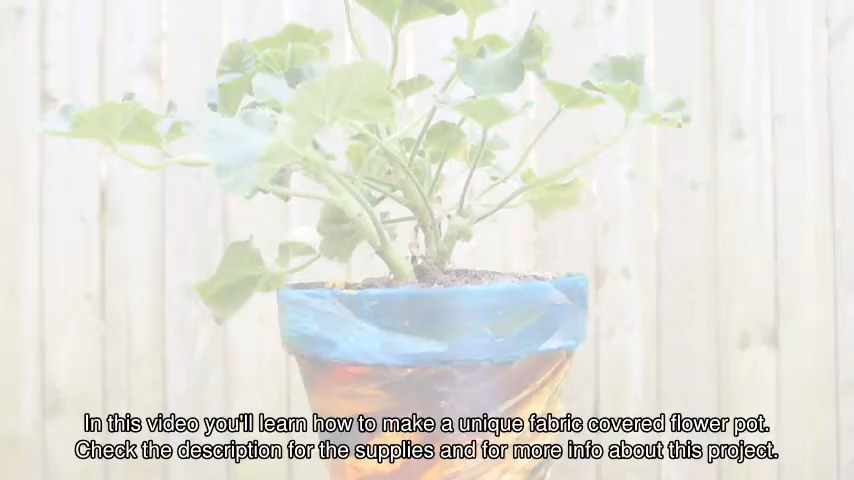 In this video you'll learn how to make a unique fabric covered flower pot.
Check the description for the supplies and for more info about this project.